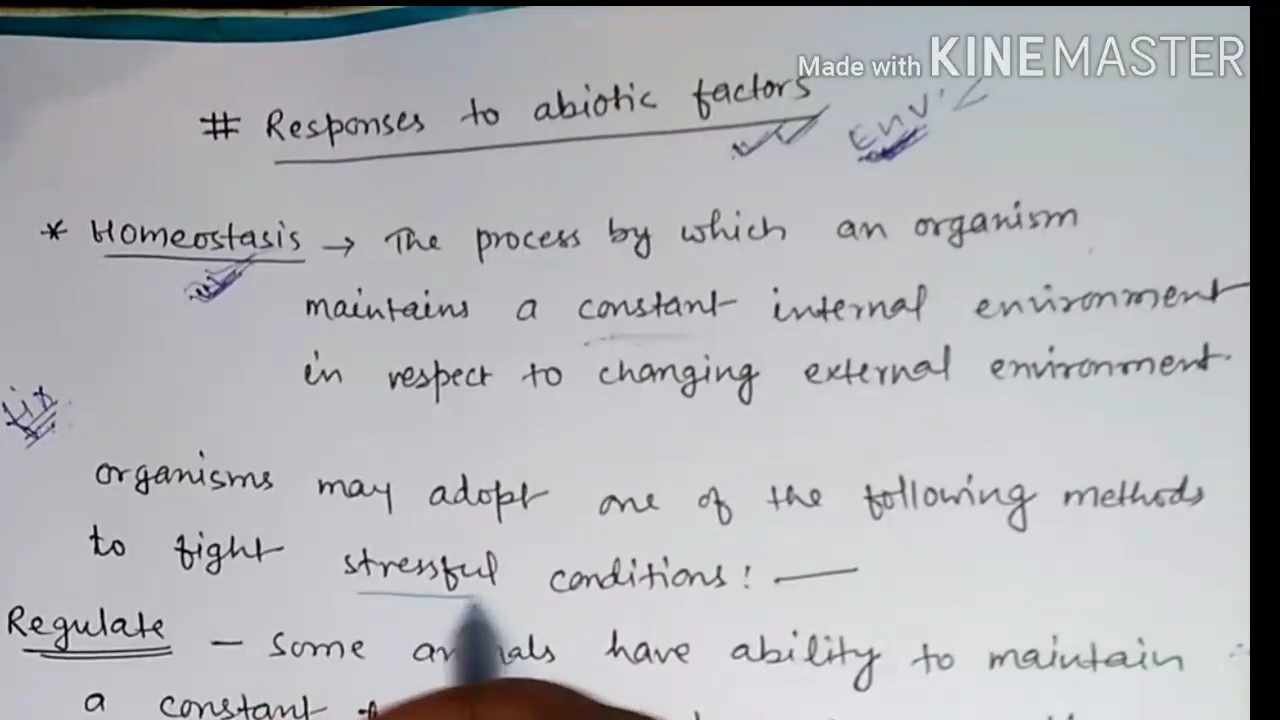 Made with KINEMASTER
# Responses to abiotic factors
Env'
* Homeostasis → The process by which an organism
maintains a constant internal environment
in respect to changing external environment.
organisms may adopt one of the following methods
to fight stressful conditions: —
Regulate — some animals have ability to maintain
a constant